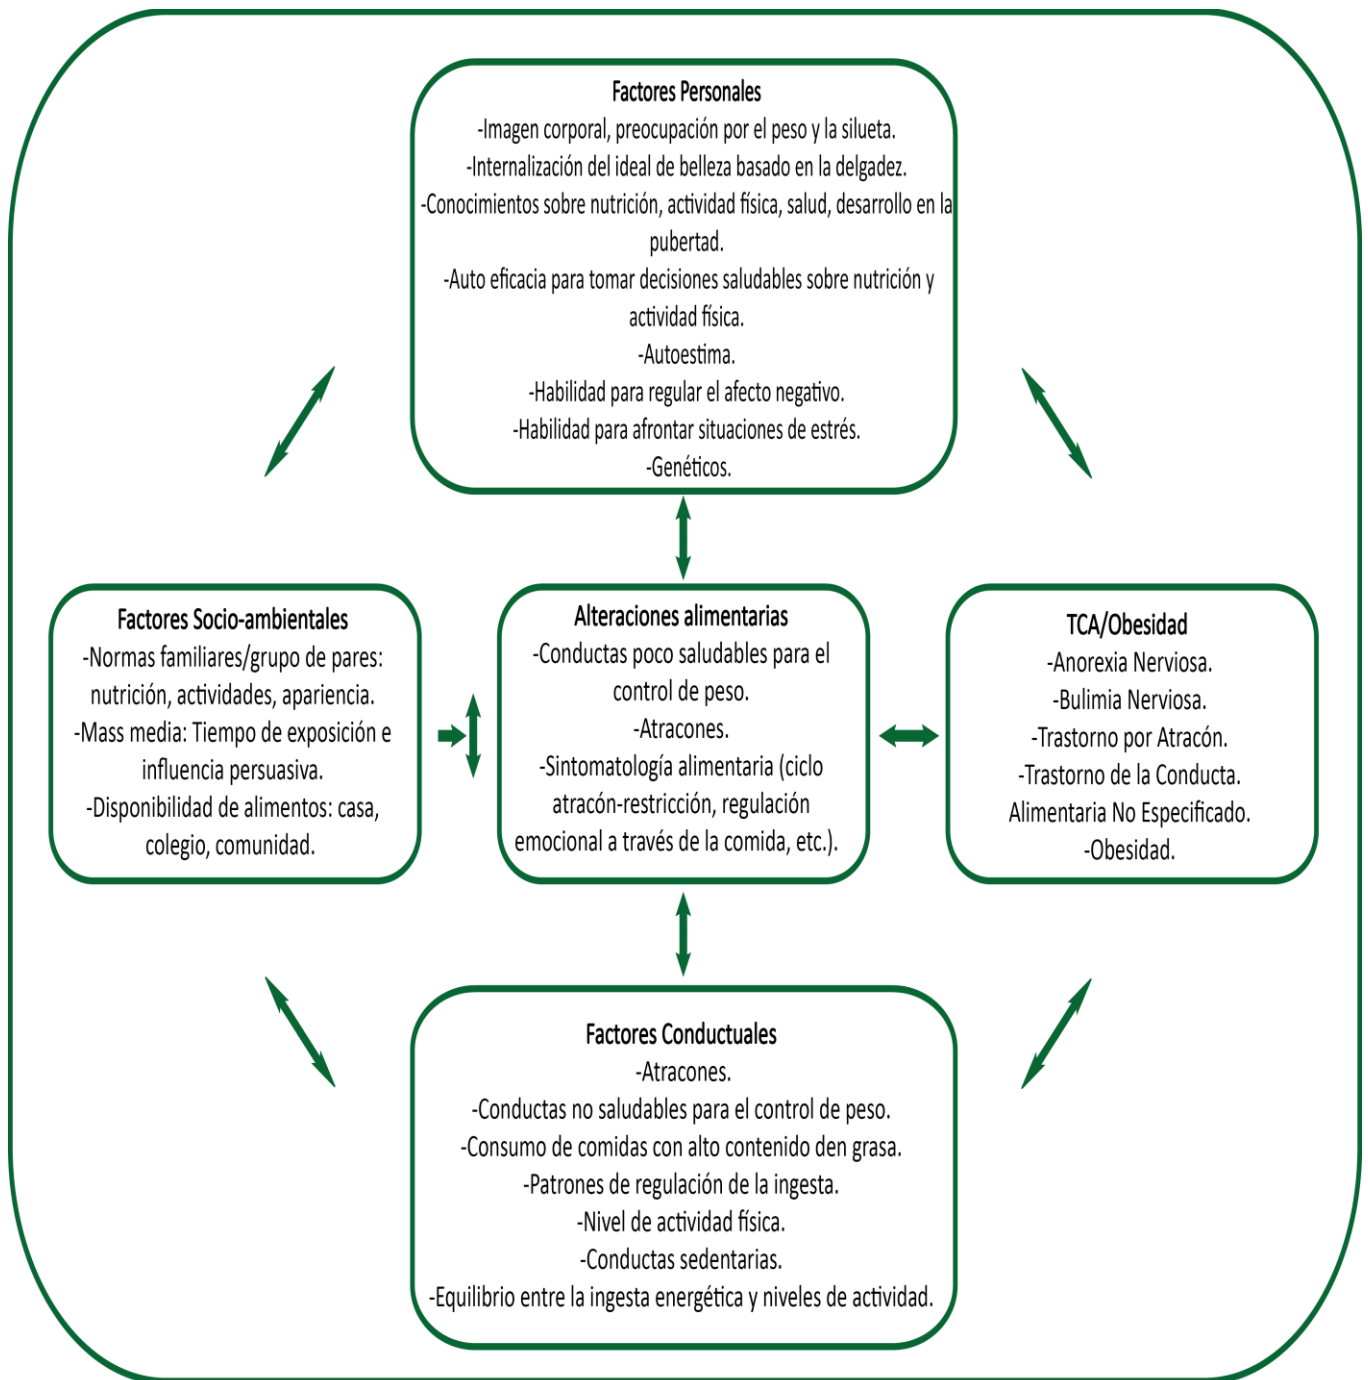 Factores Personales
-Imagen corporal, preocupación por el peso y la silueta.
-Internalización del ideal de belleza basado en la delgadez.
-Conocimientos sobre nutrición, actividad física, salud, desarrollo en la
pubertad.
-Auto eficacia para tomar decisiones saludables sobre nutrición y
actividad física.
-Autoestima.
-Habilidad para regular el afecto negativo.
-Habilidad para afrontar situaciones de estrés.
-Genéticos.
Factores Socio-ambientales
-Normas familiares/grupo de pares:
nutrición, actividades, apariencia.
-Mass media: Tiempo de exposición e
influencia persuasiva.
-Disponibilidad de alimentos: casa,
colegio, comunidad.
Alteraciones alimentarias
-Conductas poco saludables para el
control de peso.
-Atracones.
-Sintomatología alimentaria (ciclo
atracón-restricción, regulación
emocional a través de la comida, etc.).
TCA/Obesidad
-Anorexia Nerviosa.
-Bulimia Nerviosa.
-Trastorno por Atracón.
-Trastorno de la Conducta.
Alimentaria No Especificado.
-Obesidad.
Factores Conductuales
-Atracones.
-Conductas no saludables para el control de peso.
-Consumo de comidas con alto contenido den grasa.
-Patrones de regulación de la ingesta.
-Nivel de actividad física.
-Conductas sedentarias.
-Equilibrio entre la ingesta energética y niveles de actividad.